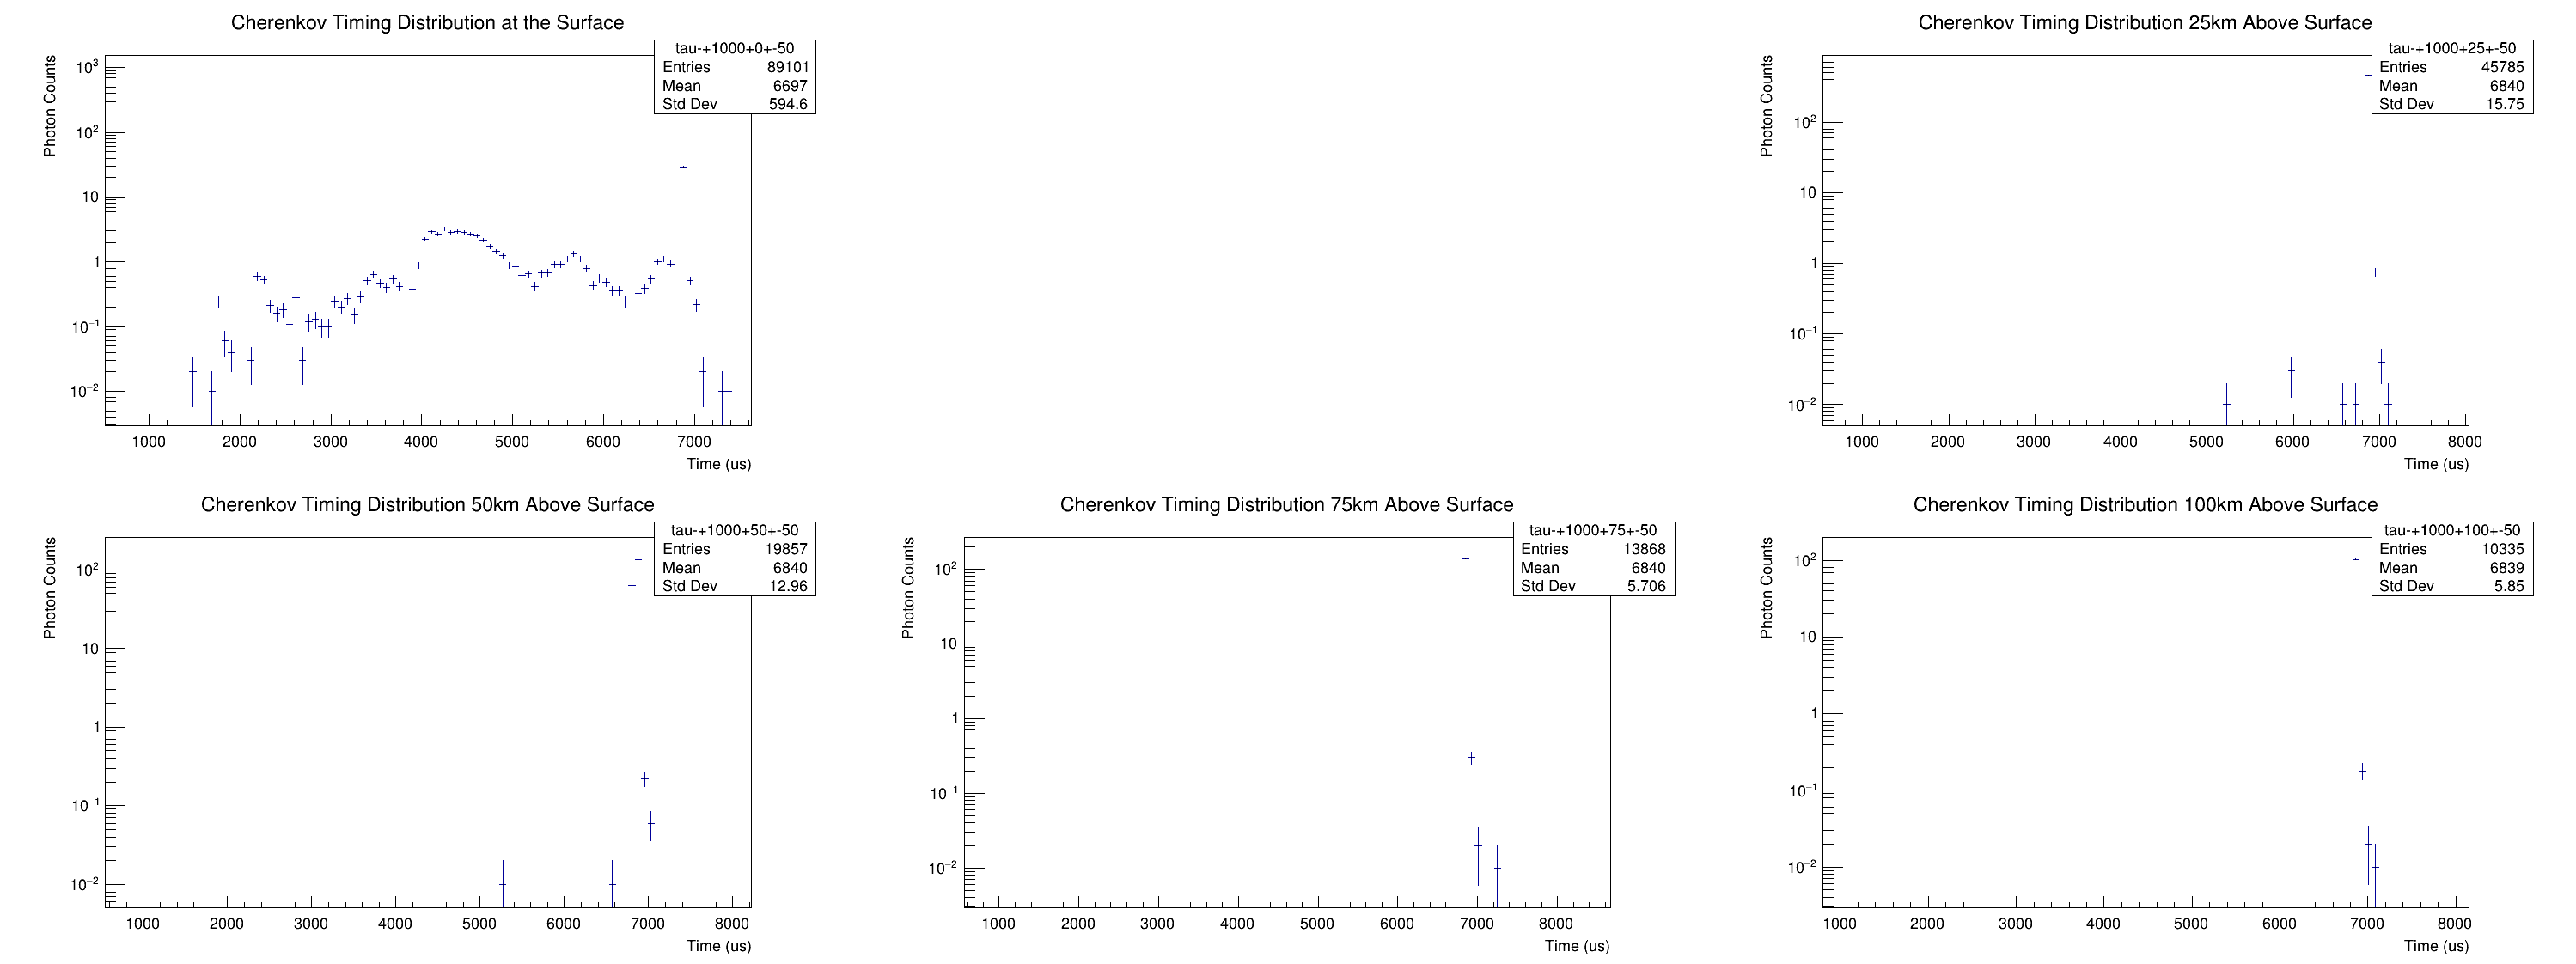 Cherenkov Timing Distribution at the Surface
Photon Counts
tau-+1000+0+-50
Entries 89101
Mean 6697
Std Dev 594.6
10³
10²
10
1
10⁻¹
10⁻²
1000 2000 3000 4000 5000 6000 7000
Time (us)
Cherenkov Timing Distribution 25km Above Surface
Photon Counts
tau-+1000+25+-50
Entries 45785
Mean 6840
Std Dev 15.75
10²
10
1
10⁻¹
10⁻²
1000 2000 3000 4000 5000 6000 7000 8000
Time (us)
Cherenkov Timing Distribution 50km Above Surface
Photon Counts
tau-+1000+50+-50
Entries 19857
Mean 6840
Std Dev 12.96
10²
10
1
10⁻¹
10⁻²
1000 2000 3000 4000 5000 6000 7000 8000
Time (us)
Cherenkov Timing Distribution 75km Above Surface
Photon Counts
tau-+1000+75+-50
Entries 13868
Mean 6840
Std Dev 5.706
10²
10
1
10⁻¹
10⁻²
1000 2000 3000 4000 5000 6000 7000 8000
Time (us)
Cherenkov Timing Distribution 100km Above Surface
Photon Counts
tau-+1000+100+-50
Entries 10335
Mean 6839
Std Dev 5.85
10²
10
1
10⁻¹
10⁻²
1000 2000 3000 4000 5000 6000 7000 8000
Time (us)